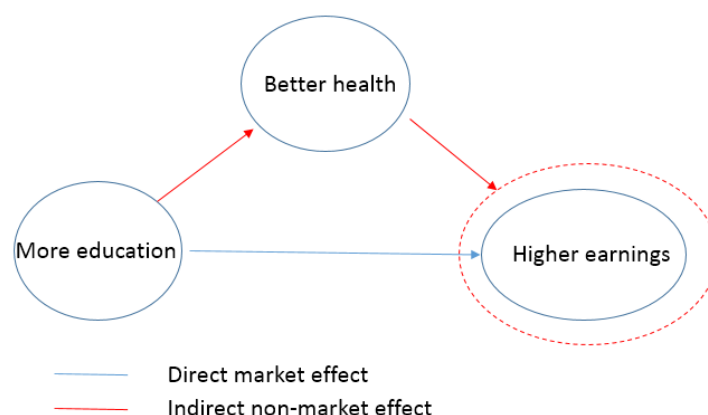 Better health
More education
Higher earnings
Direct market effect
Indirect non-market effect